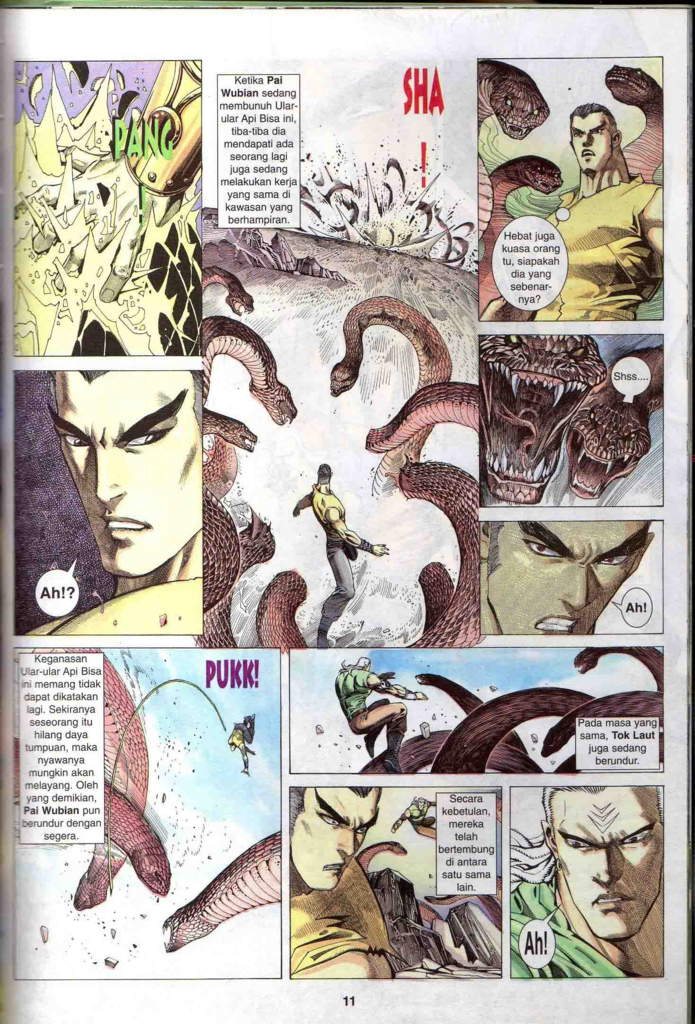 PANG
!
Ketika Pai
Wubian sedang
membunuh Ular-
ular Api Bisa ini,
tiba-tiba dia
mendapati ada
seorang lagi
juga sedang
melakukan kerja
yang sama di
kawasan yang
berhampiran.
SHA
!
Hebat juga
kuasa orang
tu, siapakah
dia yang
sebenar-
nya?
Ah!?
Shss....
Ah!
Keganasan
Ular-ular Api Bisa
ini memang tidak
dapat dikatakan
lagi. Sekiranya
seseorang itu
hilang daya
tumpuan, maka
nyawanya
mungkin akan
melayang. Oleh
yang demikian,
Pai Wubian pun
berundur dengan
segera.
PUKK!
Pada masa yang
sama, Tok Laut
juga sedang
berundur.
Secara
kebetulan,
mereka
telah
bertembung
di antara
satu sama
lain.
Ah!
11